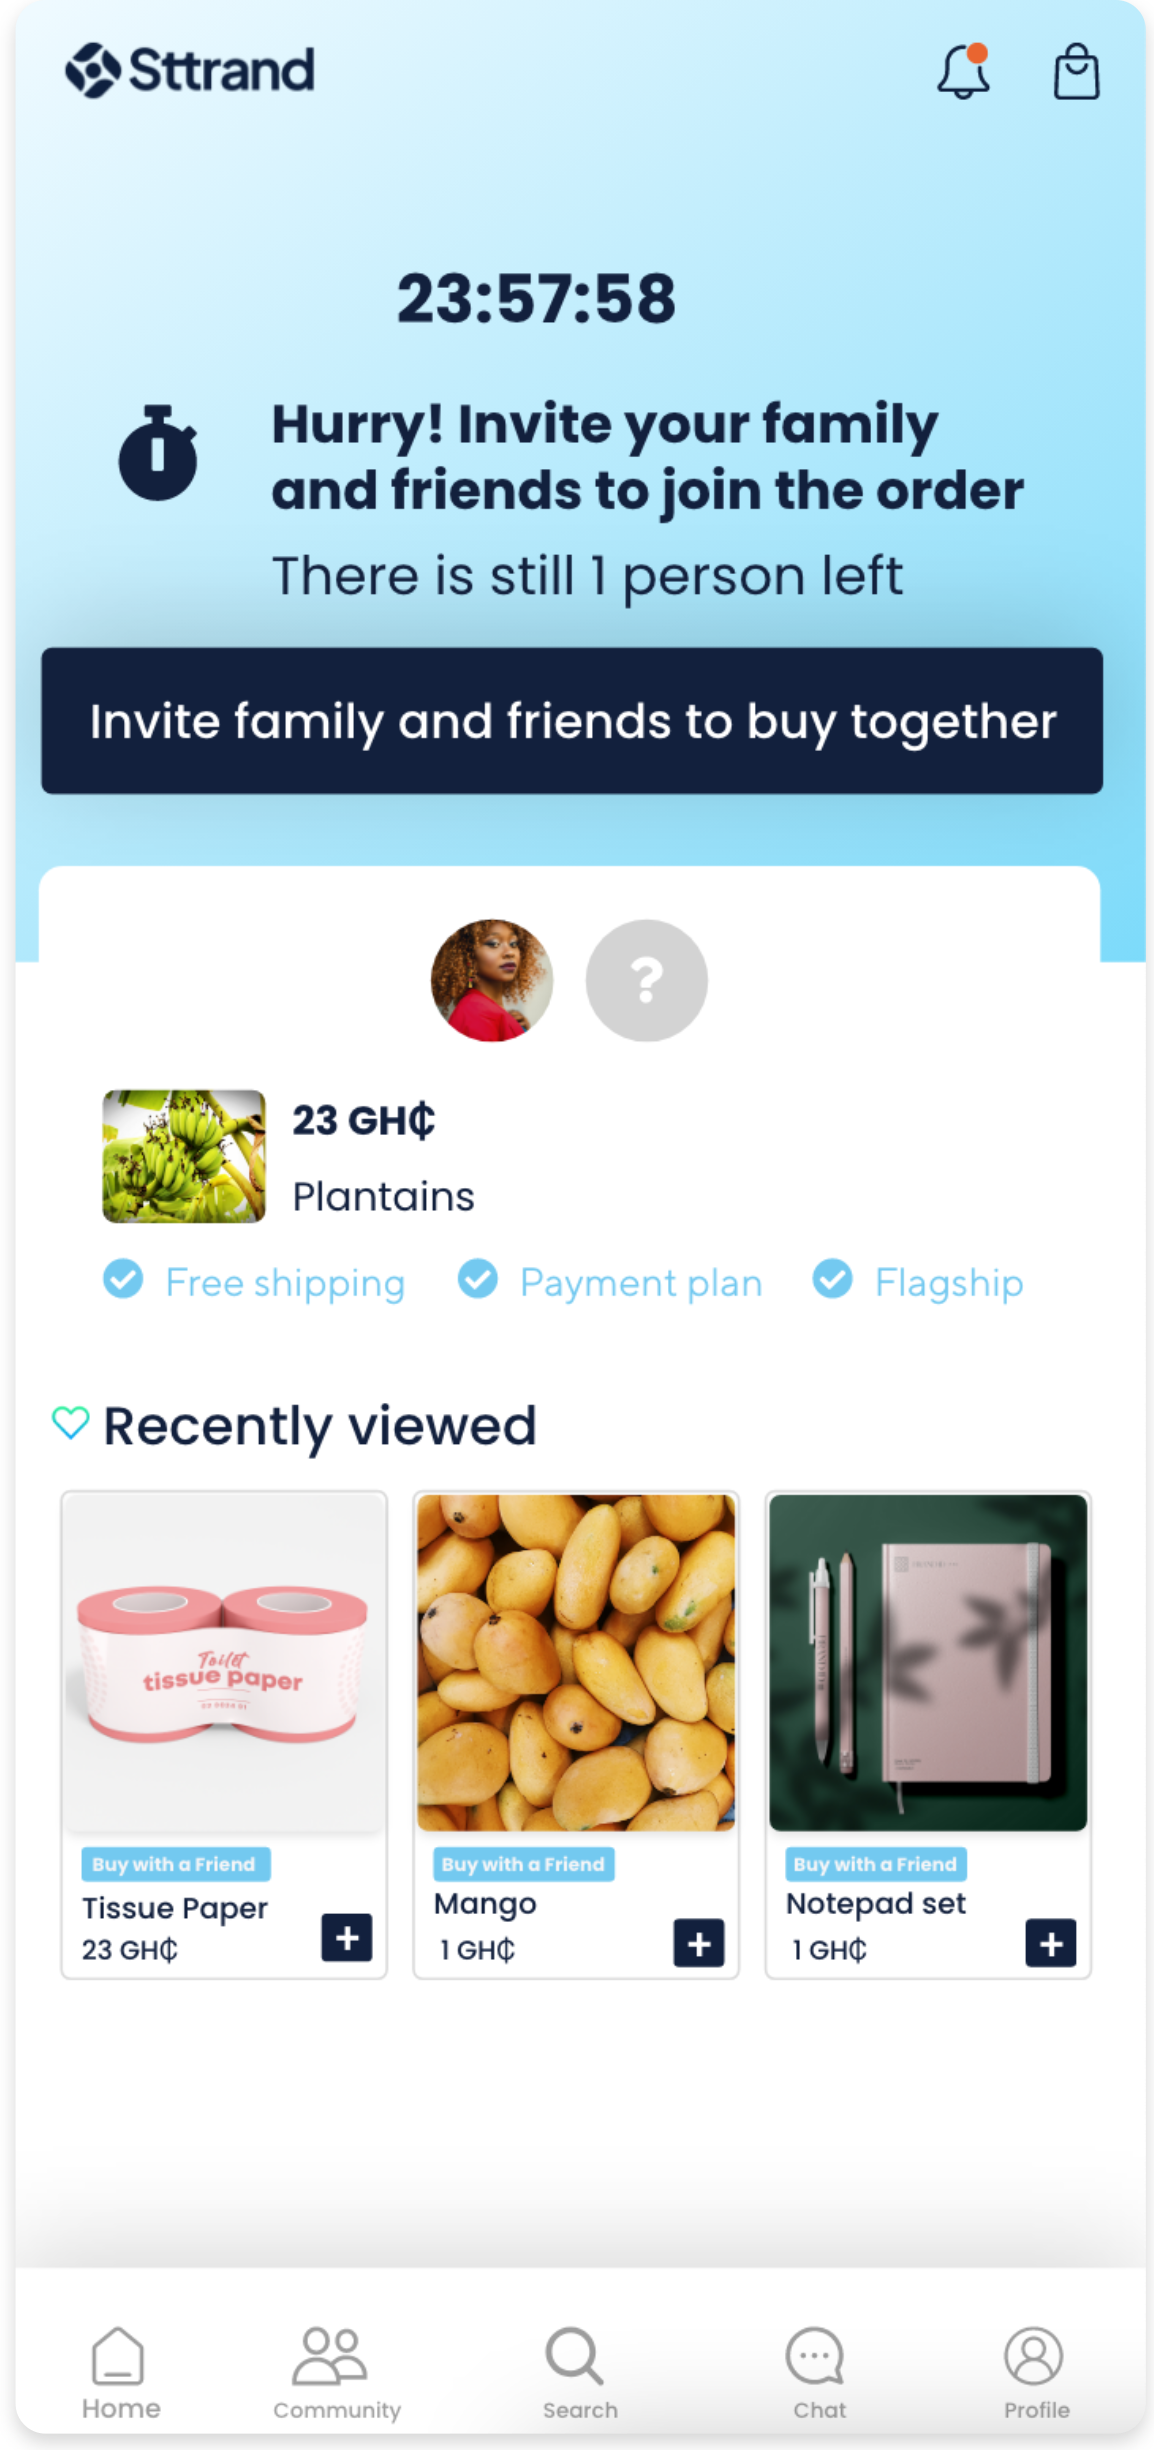 Sttrand
23:57:58
Hurry! Invite your family
and friends to join the order
There is still 1 person left
Invite family and friends to buy together
?
23 GH₵
Plantains
Free shipping
Payment plan
Flagship
Recently viewed
Toilet
tissue paper
Buy with a Friend
Tissue Paper
23 GH₵
Buy with a Friend
Mango
1 GH₵
Buy with a Friend
Notepad set
1 GH₵
Home
Community
Search
Chat
Profile